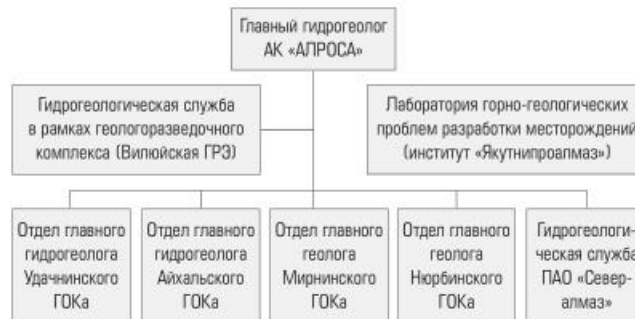 Главный гидрогеолог
АК «АЛРОСА»
Гидрогеологическая служба
в рамках геологоразведочного
комплекса (Вилюйская ГРЭ)
Лаборатория горно-геологических
проблем разработки месторождений
(институт «Якутнипроалмаз»)
Отдел главного
гидрогеолога
Удачнинского
ГОКа
Отдел главного
гидрогеолога
Айхальского
ГОКа
Отдел главного
геолога
Мирнинского
ГОКа
Отдел главного
геолога
Нюрбинского
ГОКа
Гидрогеологи-
ческая служба
ПАО «Север-
алмаз»